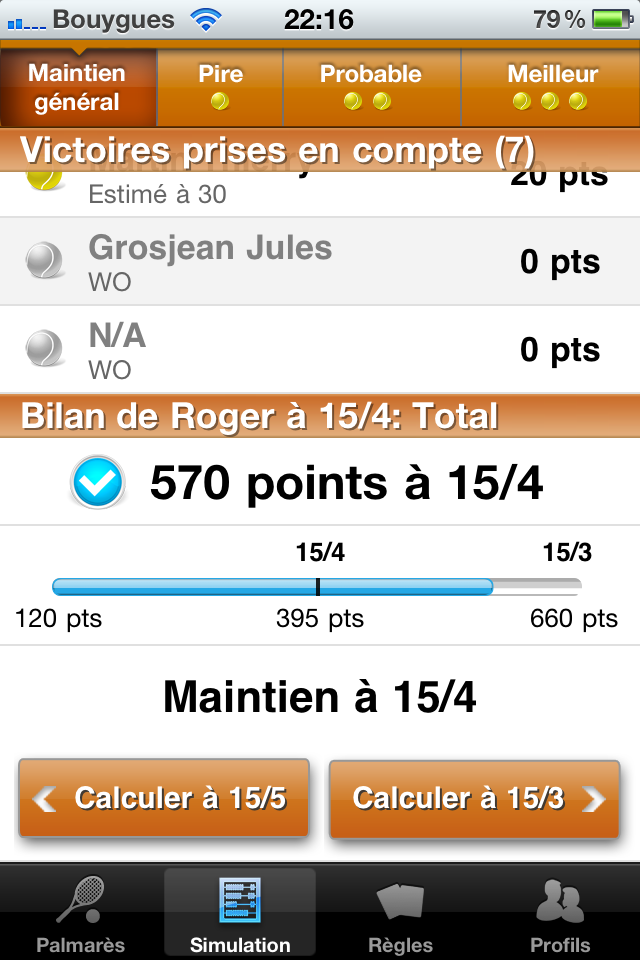 Bouygues 22:16 79 %
Maintien général
Pire
Probable
Meilleur
Victoires prises en compte (7)
20 pts
Estimé à 30
Grosjean Jules
0 pts
WO
N/A
0 pts
WO
Bilan de Roger à 15/4: Total
570 points à 15/4
15/4 15/3
120 pts 395 pts 660 pts
Maintien à 15/4
Calculer à 15/5
Calculer à 15/3
Palmarès
Simulation
Règles
Profils